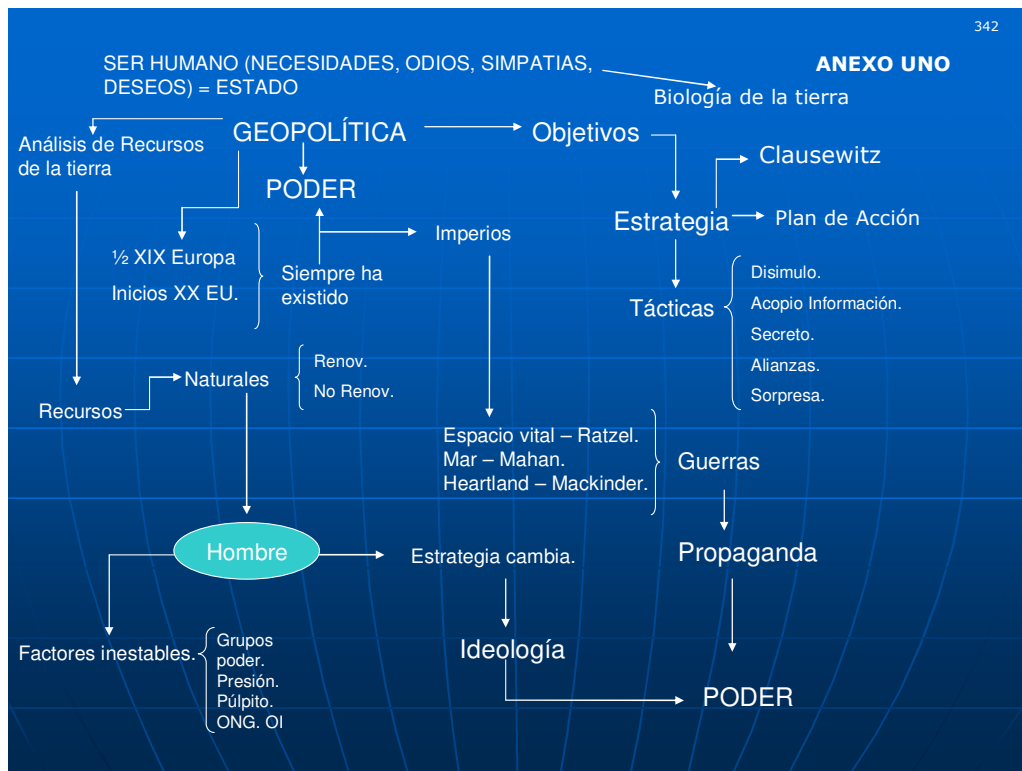 342
SER HUMANO (NECESIDADES, ODIOS, SIMPATIAS,
DESEOS) = ESTADO
ANEXO UNO
Biología de la tierra
Análisis de Recursos
de la tierra
GEOPOLÍTICA
Objetivos
Clausewitz
PODER
Estrategia
Plan de Acción
Imperios
½ XIX Europa
Inicios XX EU.
Siempre ha
existido
Tácticas
Disimulo.
Acopio Información.
Secreto.
Alianzas.
Sorpresa.
Recursos
Naturales
Renov.
No Renov.
Espacio vital – Ratzel.
Mar – Mahan.
Heartland – Mackinder.
Guerras
Hombre
Estrategia cambia.
Propaganda
Factores inestables.
Grupos
poder.
Presión.
Púlpito.
ONG. OI
Ideología
PODER